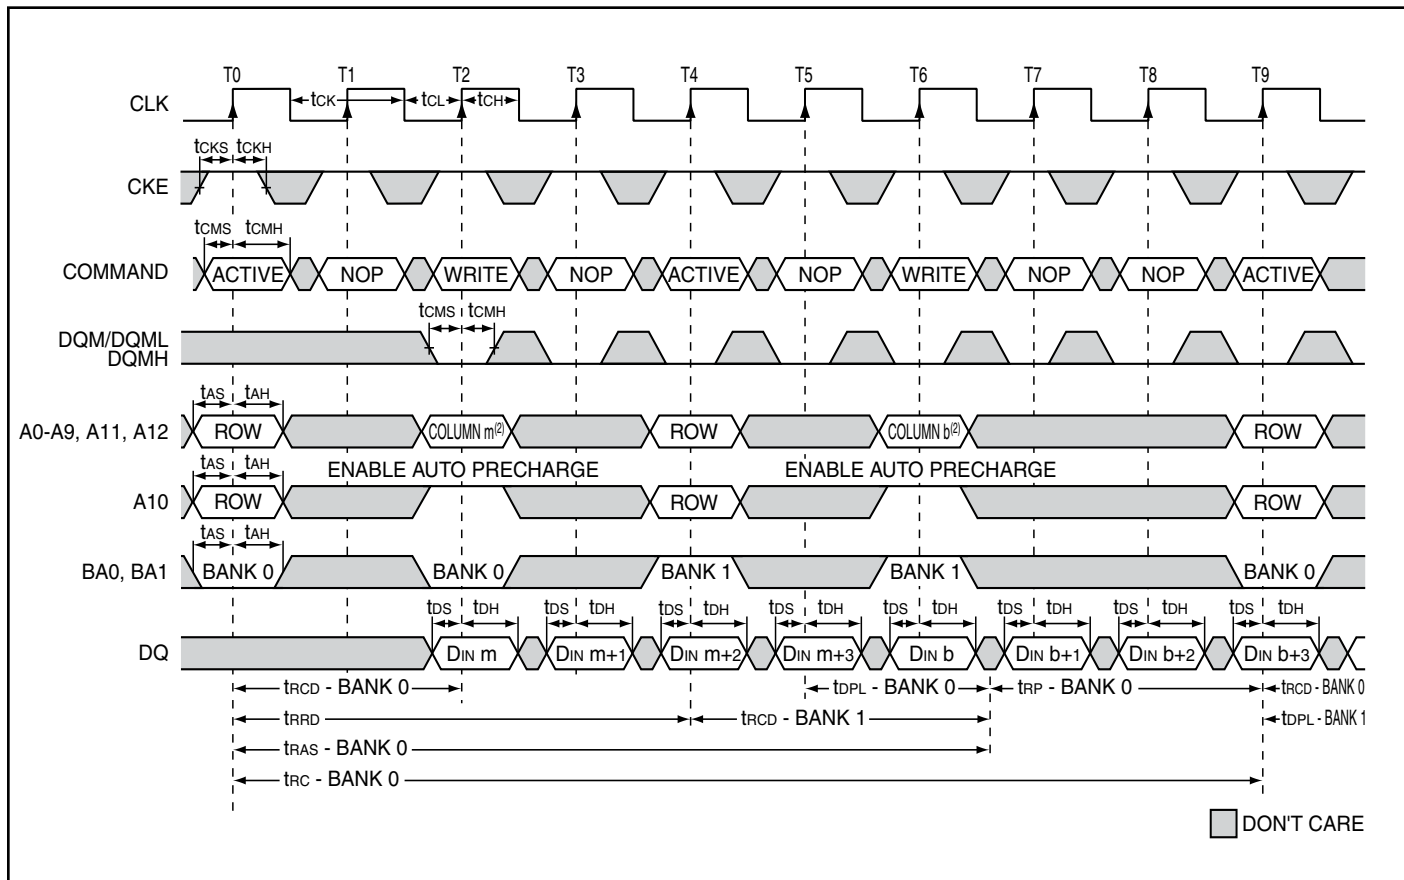 T0 T1 T2 T3 T4 T5 T6 T7 T8 T9
CLK tCK tCL tCH
tCKS tCKH
CKE
tCMS tCMH
COMMAND ACTIVE NOP WRITE NOP ACTIVE NOP WRITE NOP NOP ACTIVE
tCMS tCMH
DQM/DQML
DQMH
tAS tAH
A0-A9, A11, A12 ROW COLUMN m(2) ROW COLUMN b(2) ROW
tAS tAH ENABLE AUTO PRECHARGE ENABLE AUTO PRECHARGE
A10 ROW ROW ROW
tAS tAH
BA0, BA1 BANK 0 BANK 0 BANK 1 BANK 1 BANK 0
tDS tDH tDS tDH tDS tDH tDS tDH tDS tDH tDS tDH tDS tDH tDS tDH
DQ DIN m DIN m+1 DIN m+2 DIN m+3 DIN b DIN b+1 DIN b+2 DIN b+3
tRCD - BANK 0 tDPL - BANK 0 tRP - BANK 0 tRCD - BANK 0
tRRD tRCD - BANK 1 tDPL - BANK 1
tRAS - BANK 0
tRC - BANK 0
DON'T CARE